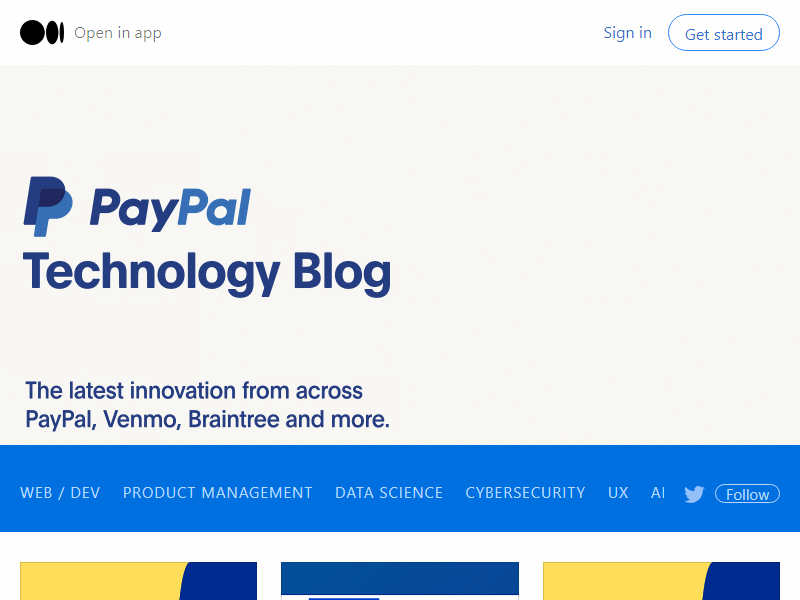 Open in app
Sign in
Get started
PayPal
Technology Blog
The latest innovation from across
PayPal, Venmo, Braintree and more.
WEB / DEV
PRODUCT MANAGEMENT
DATA SCIENCE
CYBERSECURITY
UX
AI
Follow